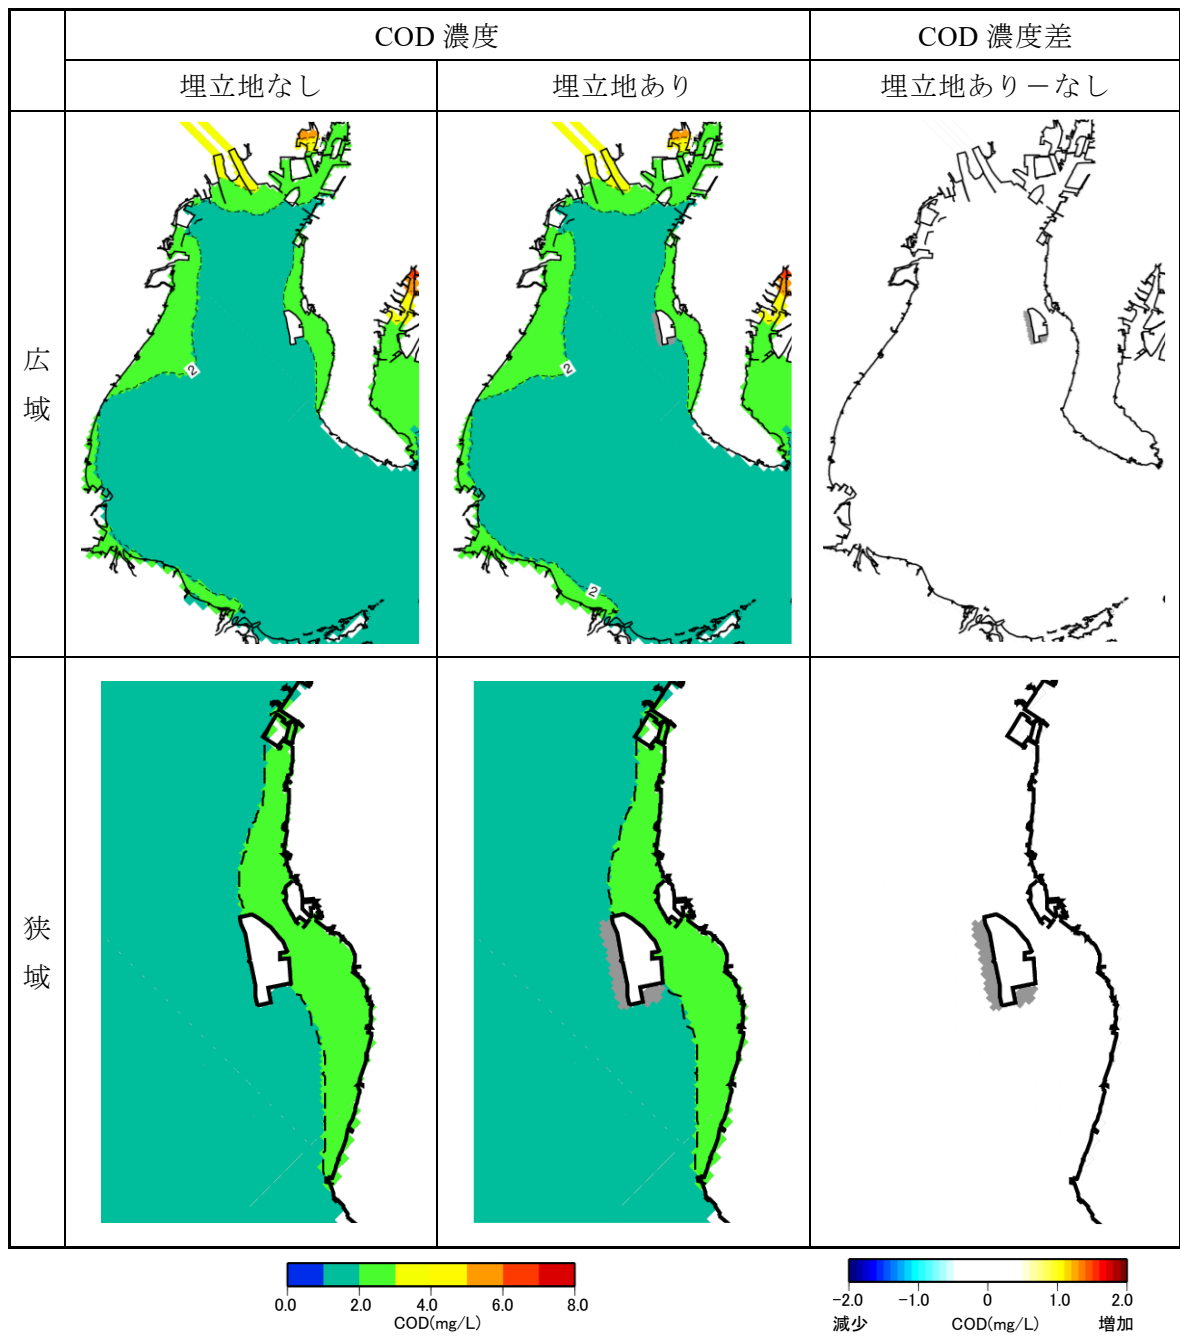 COD 濃度
COD 濃度差
埋立地なし
埋立地あり
埋立地あり－なし
広域
2
2
2
狭域
0.0 2.0 4.0 6.0 8.0
COD(mg/L)
-2.0 -1.0 0 1.0 2.0
減少 COD(mg/L) 増加